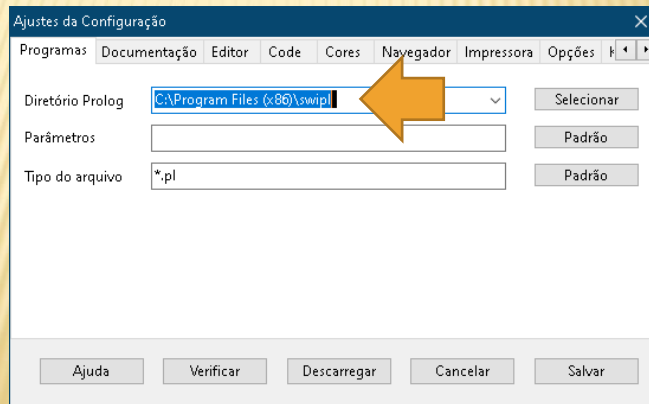 Ajustes da Configuração
Programas Documentação Editor Code Cores Navegador Impressora Opções
Diretório Prolog C:\Program Files (x86)\swipl Selecionar
Parâmetros Padrão
Tipo do arquivo *.pl Padrão
Ajuda Verificar Descarregar Cancelar Salvar